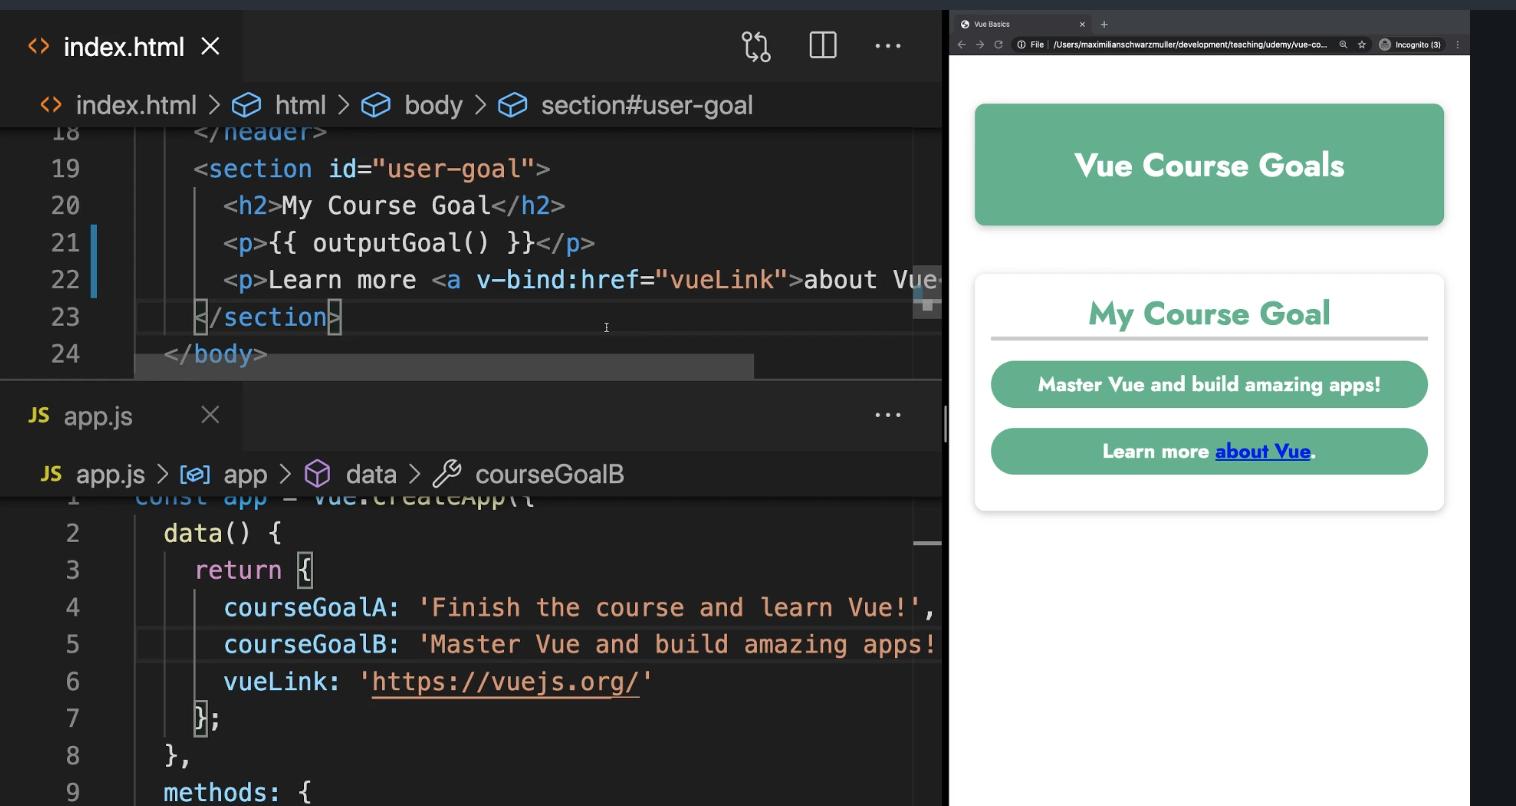 index.html
index.html > html > body > section#user-goal
18 </header>
19 <section id="user-goal">
20 <h2>My Course Goal</h2>
21 <p>{{ outputGoal() }}</p>
22 <p>Learn more <a v-bind:href="vueLink">about Vue
23 </section>
24 </body>
JS app.js
JS app.js > app > data > courseGoalB
1 const app = Vue.createApp({
2 data() {
3 return {
4 courseGoalA: 'Finish the course and learn Vue!',
5 courseGoalB: 'Master Vue and build amazing apps!
6 vueLink: 'https://vuejs.org/'
7 };
8 },
9 methods: {
Vue Basics
File | /Users/maximilianschwarzmuller/development/teaching/udemy/vue-co... Incognito (3)
Vue Course Goals
My Course Goal
Master Vue and build amazing apps!
Learn more about Vue.